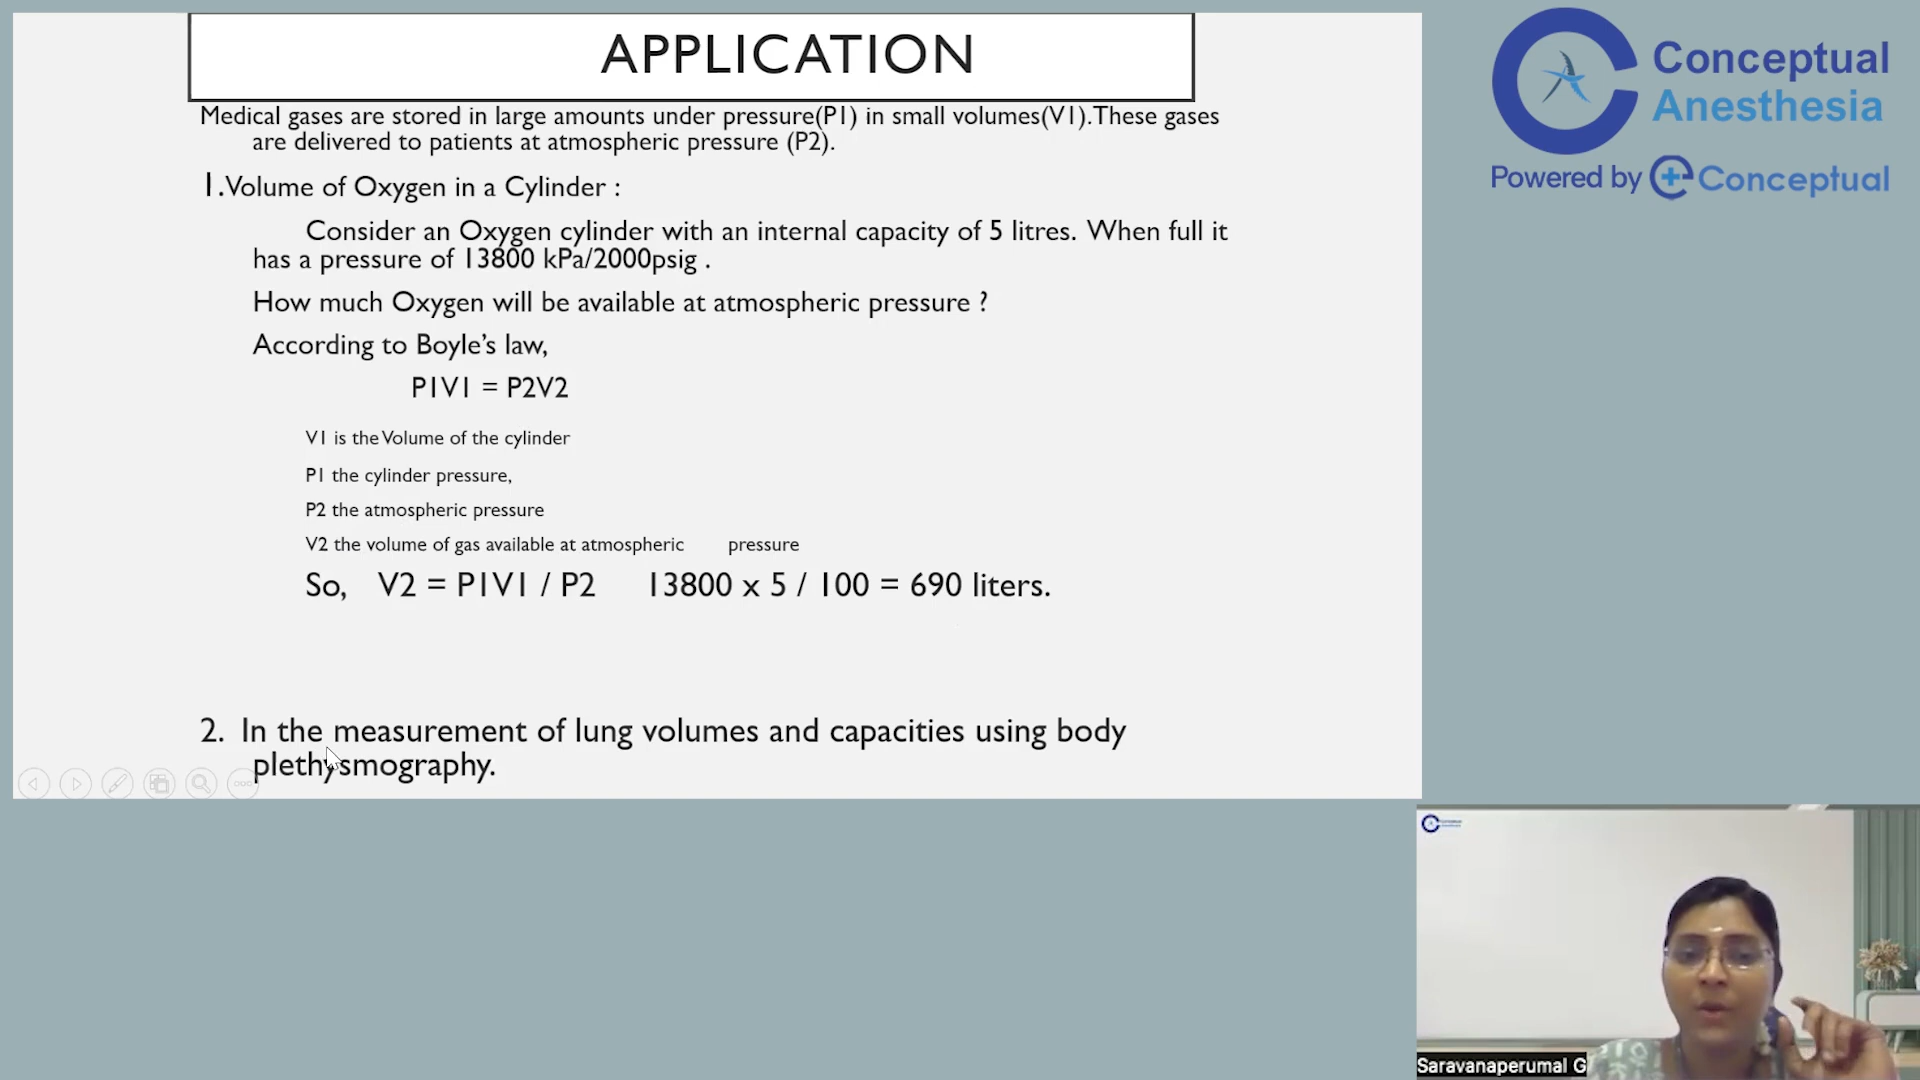 APPLICATION
Medical gases are stored in large amounts under pressure(P1) in small volumes(V1).These gases
are delivered to patients at atmospheric pressure (P2).
1.Volume of Oxygen in a Cylinder :
Consider an Oxygen cylinder with an internal capacity of 5 litres. When full it
has a pressure of 13800 kPa/2000psig .
How much Oxygen will be available at atmospheric pressure ?
According to Boyle's law,
P1V1 = P2V2
V1 is the Volume of the cylinder
P1 the cylinder pressure,
P2 the atmospheric pressure
V2 the volume of gas available at atmospheric pressure
So, V2 = P1V1 / P2 13800 x 5 / 100 = 690 liters.
2. In the measurement of lung volumes and capacities using body
plethysmography.
Conceptual
Anesthesia
Powered by Conceptual
Saravanaperumal G